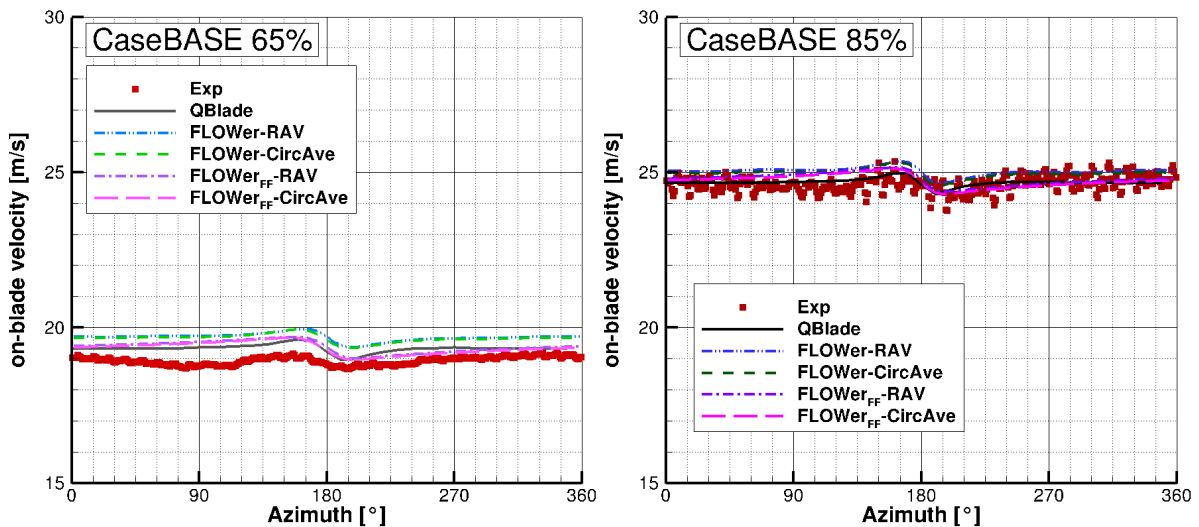 CaseBASE 65%
Exp
QBlade
FLOWer-RAV
FLOWer-CircAve
FLOWerFF-RAV
FLOWerFF-CircAve
on-blade velocity [m/s]
30
25
20
15
0
90
180
270
360
Azimuth [°]
CaseBASE 85%
Exp
QBlade
FLOWer-RAV
FLOWer-CircAve
FLOWerFF-RAV
FLOWerFF-CircAve
on-blade velocity [m/s]
30
25
20
15
0
90
180
270
360
Azimuth [°]